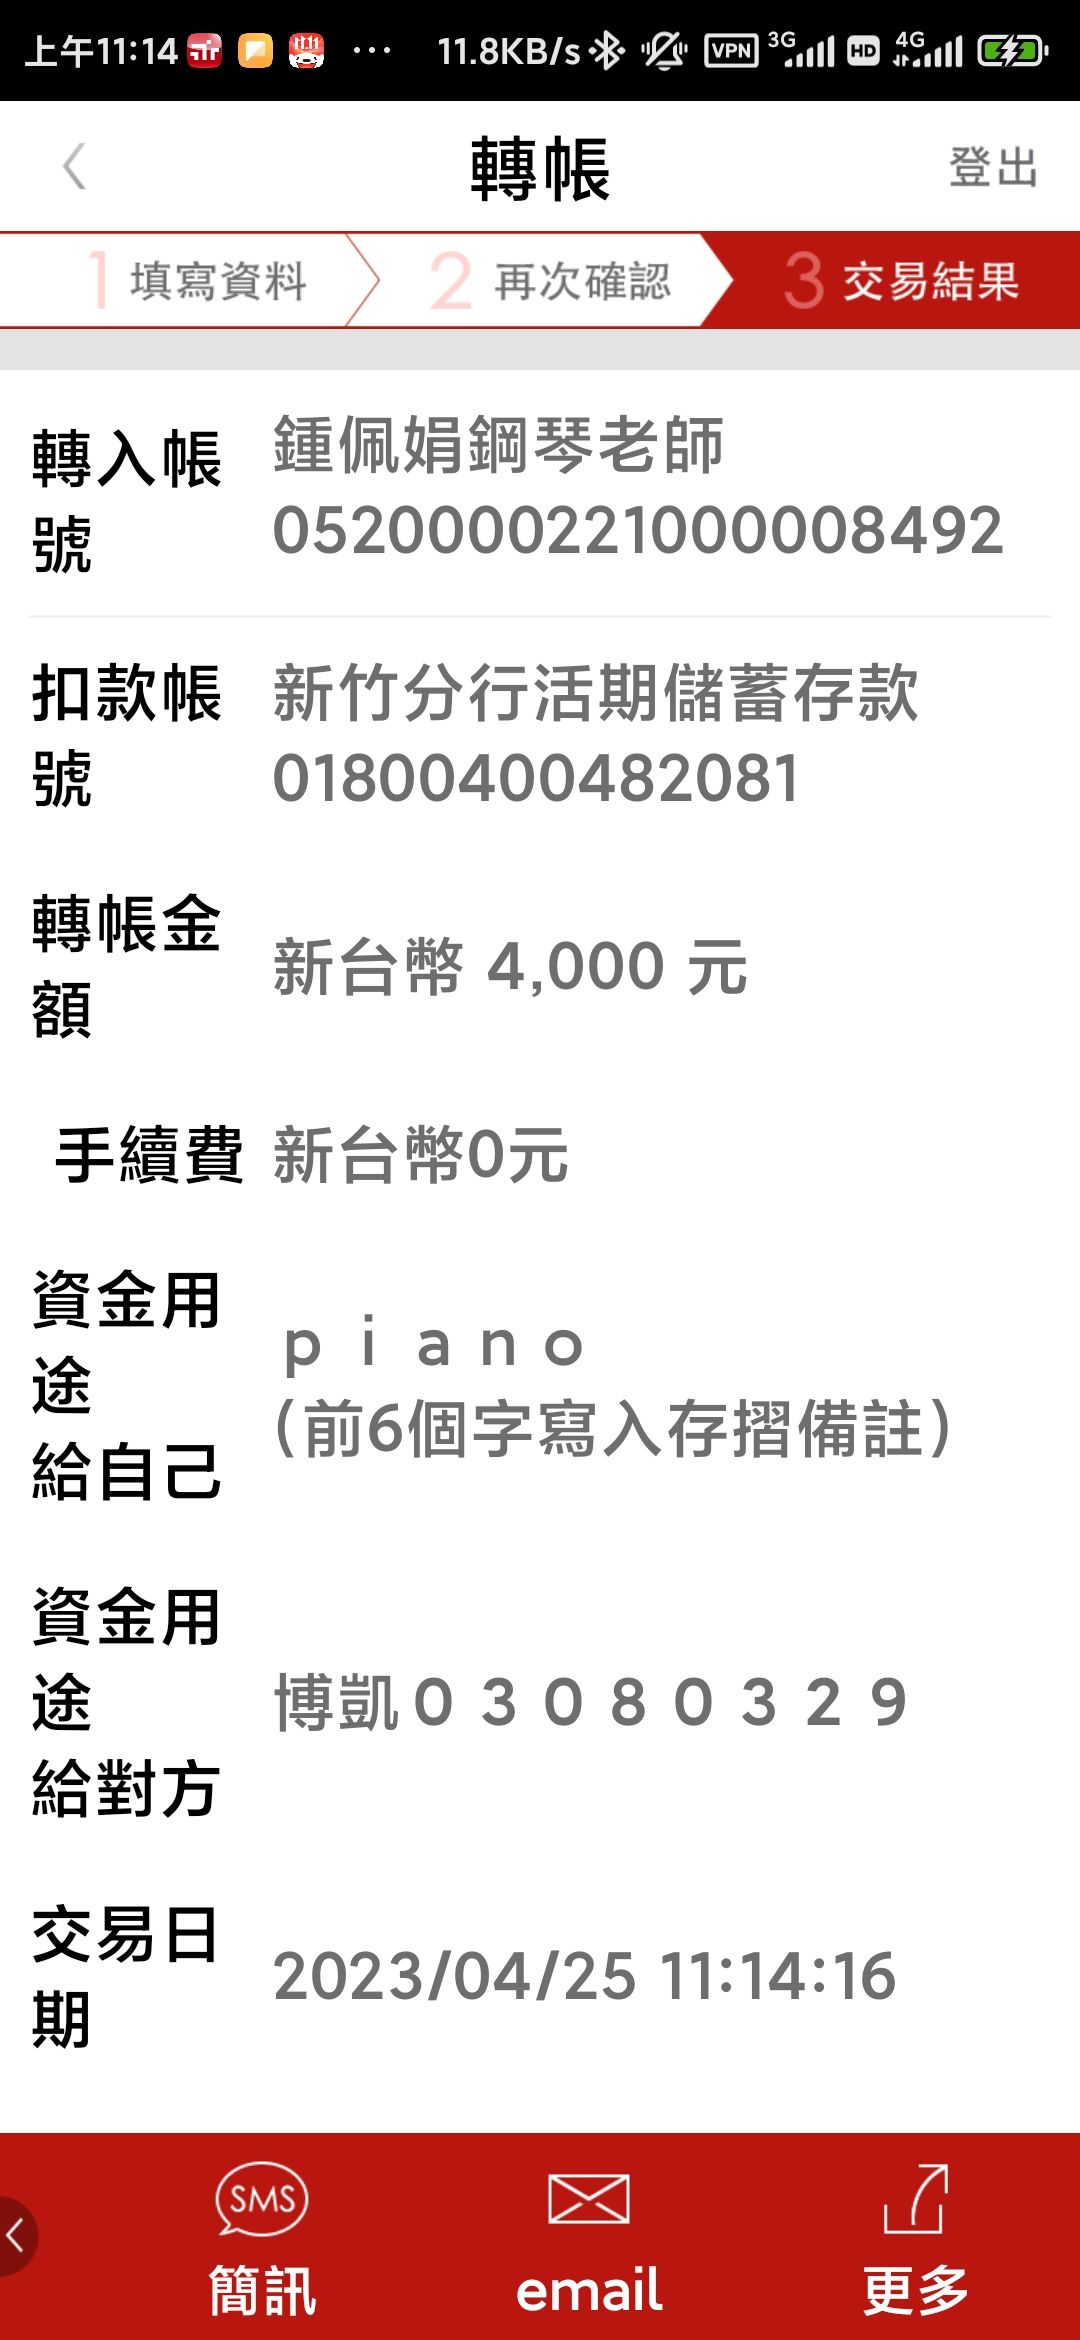 上午11:14 11.11 ... 11.8KB/s VPN 3G HD 4G
轉帳 登出
1 填寫資料 2 再次確認 3 交易結果
轉入帳號
鍾佩娟鋼琴老師
0520000221000008492
扣款帳號
新竹分行活期儲蓄存款
01800400482081
轉帳金額
新台幣 4,000 元
手續費 新台幣0元
資金用途
給自己
ｐｉａｎｏ
（前6個字寫入存摺備註）
資金用途
給對方
博凱０３０８０３２９
交易日期
2023/04/25 11:14:16
SMS
簡訊 email 更多